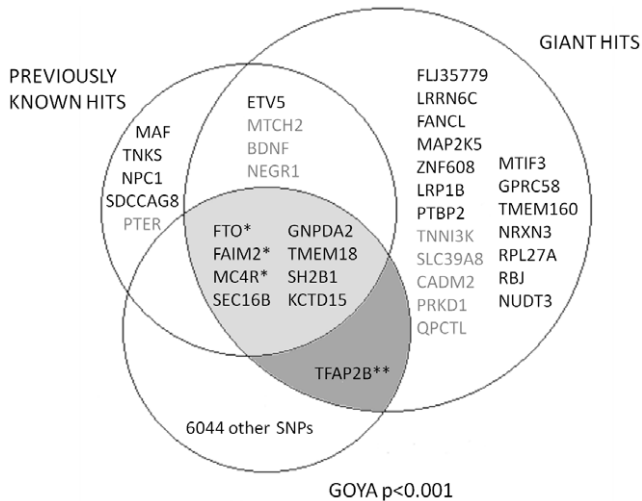 GIANT HITS
PREVIOUSLY
KNOWN HITS
MAF
TNKS
NPC1
SDCCAG8
PTER
ETV5
MTCH2
BDNF
NEGR1
FLJ35779
LRRN6C
FANCL
MAP2K5
ZNF608
LRP1B
PTBP2
TNNI3K
SLC39A8
CADM2
PRKD1
QPCTL
MTIF3
GPRC58
TMEM160
NRXN3
RPL27A
RBJ
NUDT3
FTO*
FAIM2*
MC4R*
SEC16B
GNPDA2
TMEM18
SH2B1
KCTD15
TFAP2B**
6044 other SNPs
GOYA p<0.001